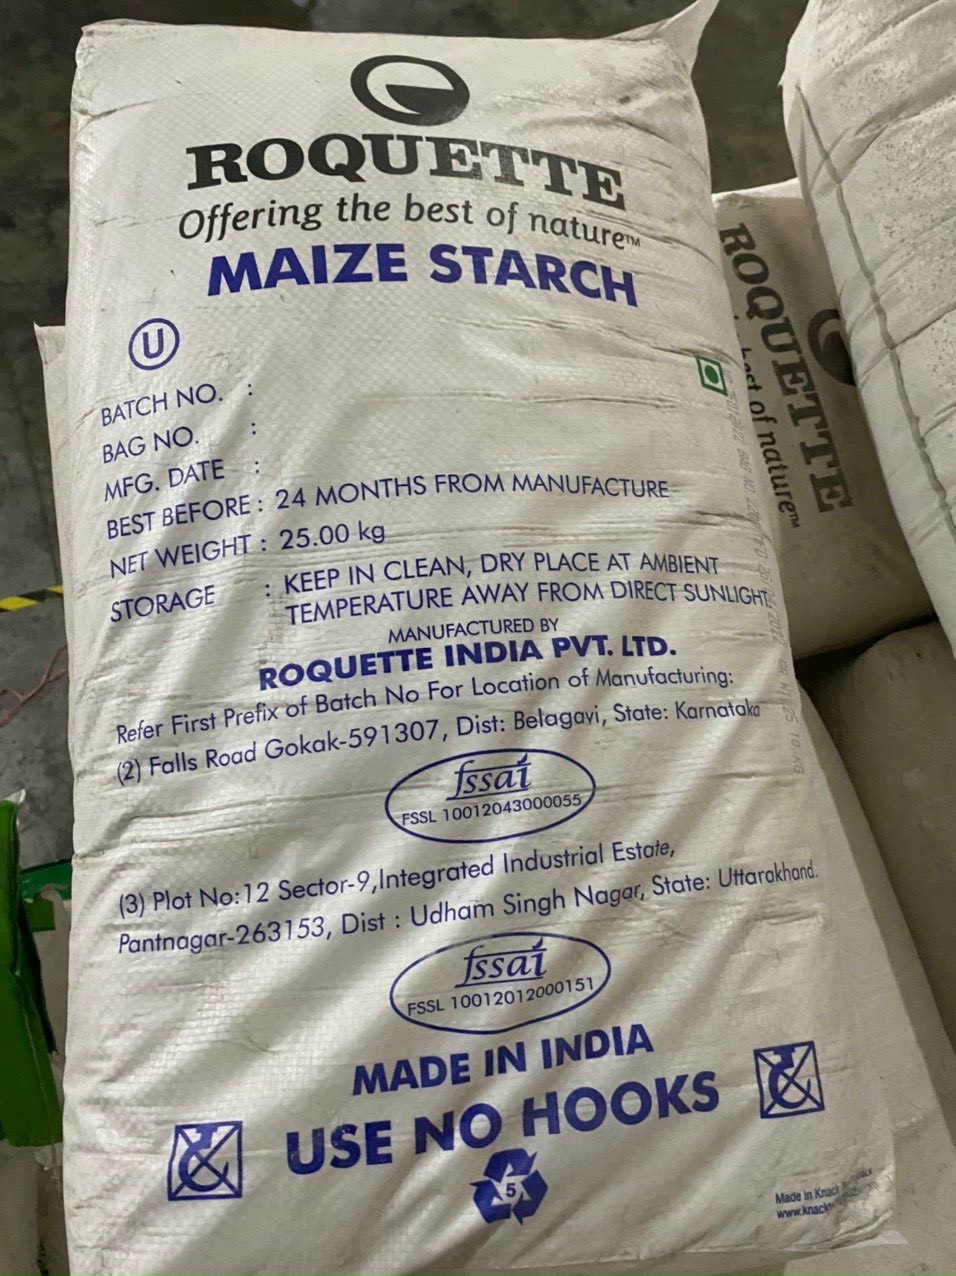 ROQUETTE
Offering the best of nature™
MAIZE STARCH
U
BATCH NO. :
BAG NO. :
MFG. DATE :
BEST BEFORE : 24 MONTHS FROM MANUFACTURE
NET WEIGHT : 25.00 kg
STORAGE : KEEP IN CLEAN, DRY PLACE AT AMBIENT
TEMPERATURE AWAY FROM DIRECT SUNLIGHT.
MANUFACTURED BY
ROQUETTE INDIA PVT. LTD.
Refer First Prefix of Batch No For Location of Manufacturing:
(2) Falls Road Gokak-591307, Dist: Belagavi, State: Karnataka
fssai
FSSL 10012043000055
(3) Plot No:12 Sector-9,Integrated Industrial Estate,
Pantnagar-263153, Dist : Udham Singh Nagar, State: Uttarakhand.
fssai
FSSL 10012012000151
MADE IN INDIA
USE NO HOOKS
5
Made in
ROQUETTE
best of nature™